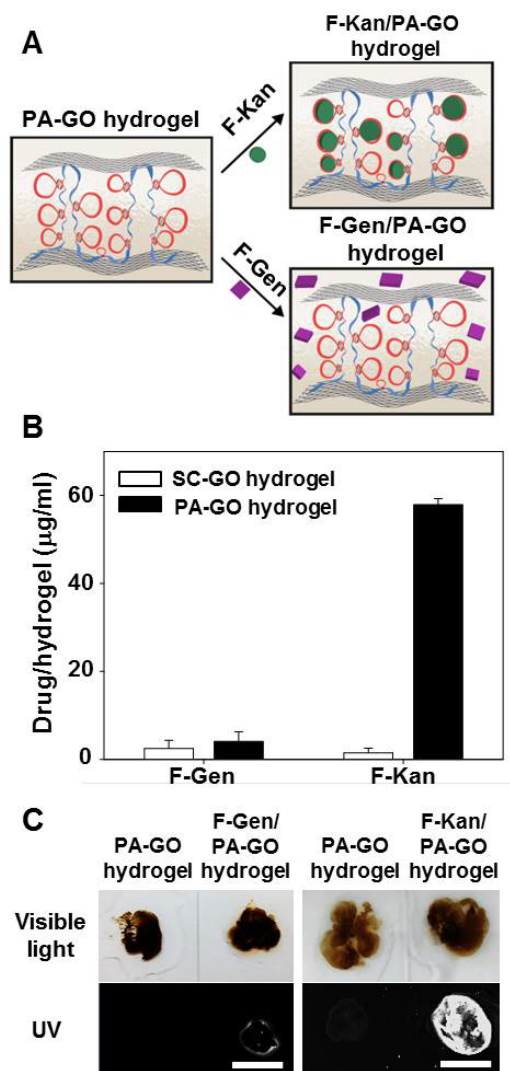 A
PA-GO hydrogel
F-Kan
F-Kan/PA-GO
hydrogel
F-Gen
F-Gen/PA-GO
hydrogel
B
Drug/hydrogel (μg/ml)
60
40
20
0
SC-GO hydrogel
PA-GO hydrogel
F-Gen
F-Kan
C
PA-GO
hydrogel
F-Gen/
PA-GO
hydrogel
PA-GO
hydrogel
F-Kan/
PA-GO
hydrogel
Visible
light
UV